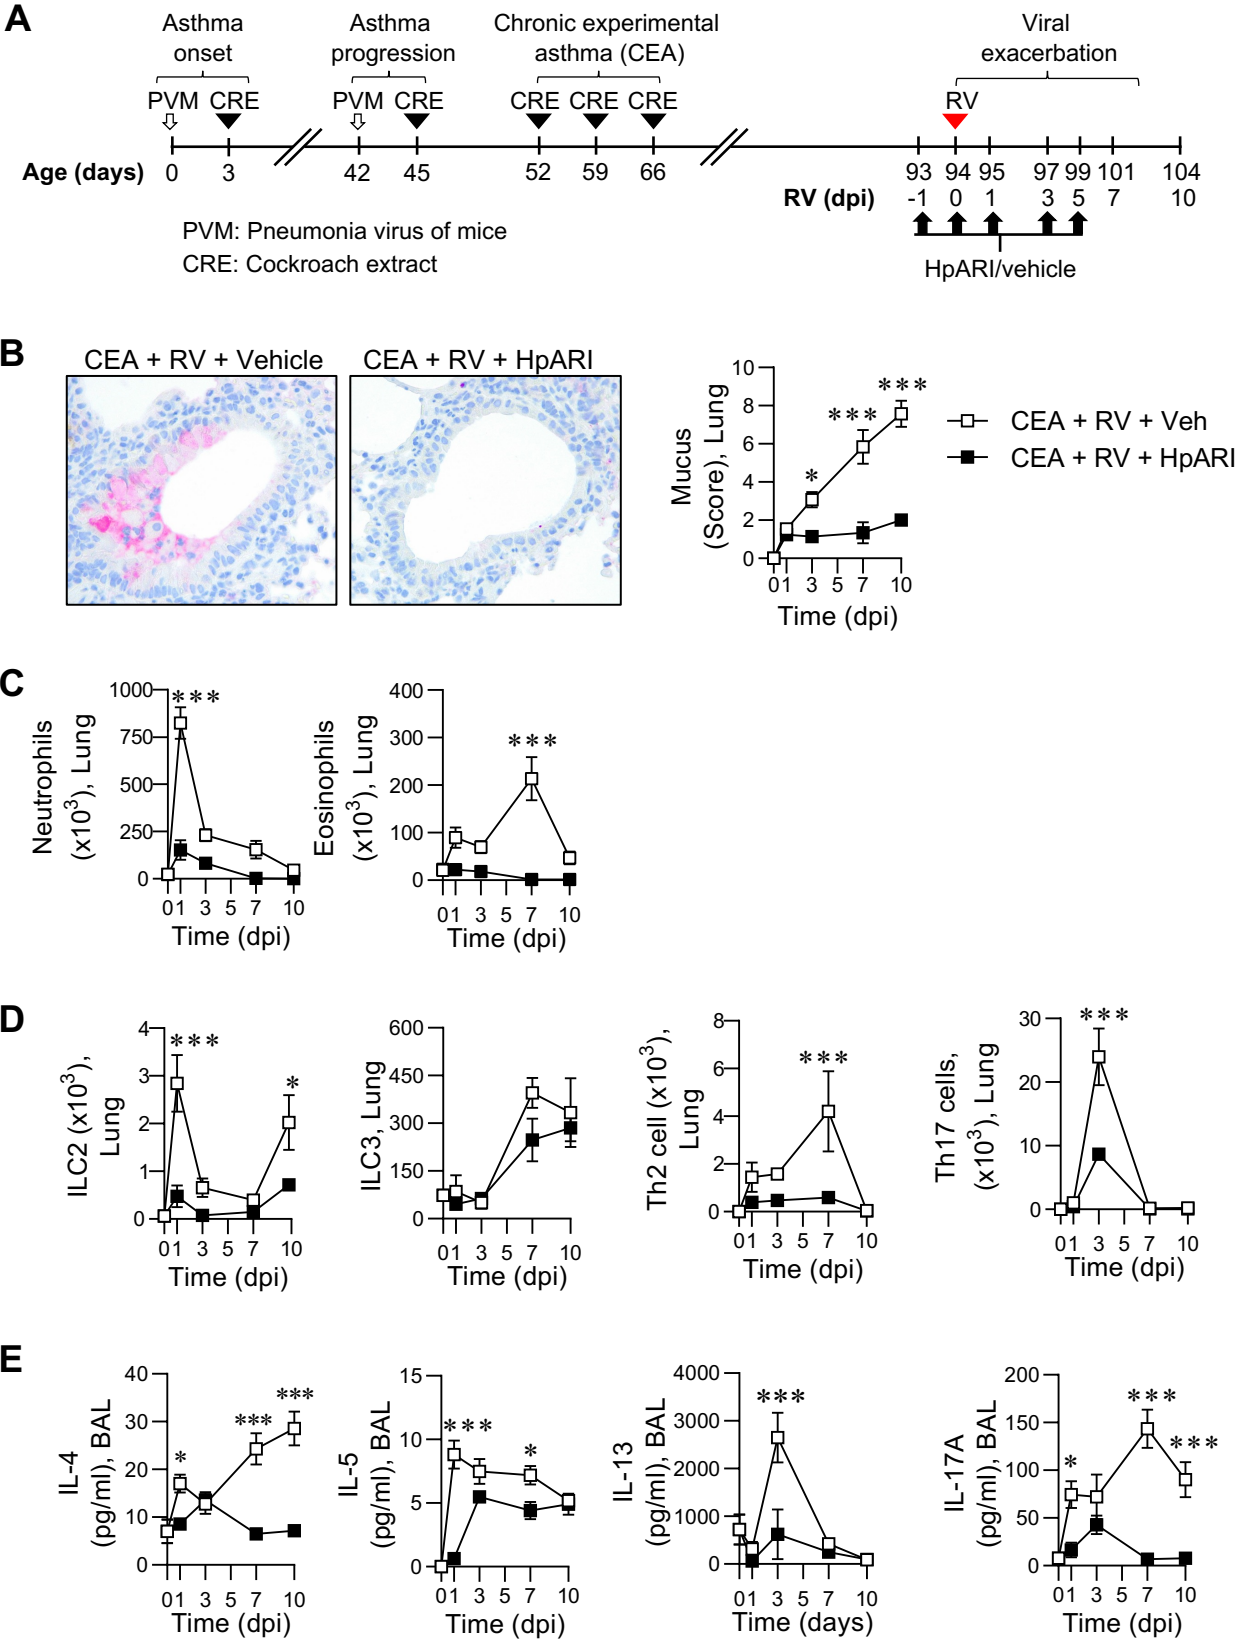 A
Asthma
onset
Asthma
progression
Chronic experimental
asthma (CEA)
Viral
exacerbation
PVM CRE
PVM CRE
CRE CRE CRE
RV
Age (days) 0 3 42 45 52 59 66 93 94 95 97 99 101 104
RV (dpi) -1 0 1 3 5 7 10
PVM: Pneumonia virus of mice
CRE: Cockroach extract
HpARI/vehicle
B
CEA + RV + Vehicle
CEA + RV + HpARI
Mucus
(Score), Lung
10
8
6
4
2
0
*
***
***
0 1 3 5 7 10
Time (dpi)
CEA + RV + Veh
CEA + RV + HpARI
C
Neutrophils
(x10³), Lung
1000
750
500
250
0
***
0 1 3 5 7 10
Time (dpi)
Eosinophils
(x10³), Lung
400
300
200
100
0
***
0 1 3 5 7 10
Time (dpi)
D
ILC2 (x10³),
Lung
4
3
2
1
0
***
*
0 1 3 5 7 10
Time (dpi)
ILC3, Lung
600
450
300
150
0
0 1 3 5 7 10
Time (dpi)
Th2 cell (x10³),
Lung
8
6
4
2
0
***
0 1 3 5 7 10
Time (dpi)
Th17 cells,
(x10³), Lung
30
20
10
0
***
0 1 3 5 7 10
Time (dpi)
E
IL-4
(pg/ml), BAL
40
30
20
10
0
*
***
***
0 1 3 5 7 10
Time (dpi)
IL-5
(pg/ml), BAL
15
10
5
0
***
*
0 1 3 5 7 10
Time (dpi)
IL-13
(pg/ml), BAL
4000
3000
2000
1000
0
***
0 1 3 5 7 10
Time (days)
IL-17A
(pg/ml), BAL
200
150
100
50
0
*
***
***
0 1 3 5 7 10
Time (dpi)